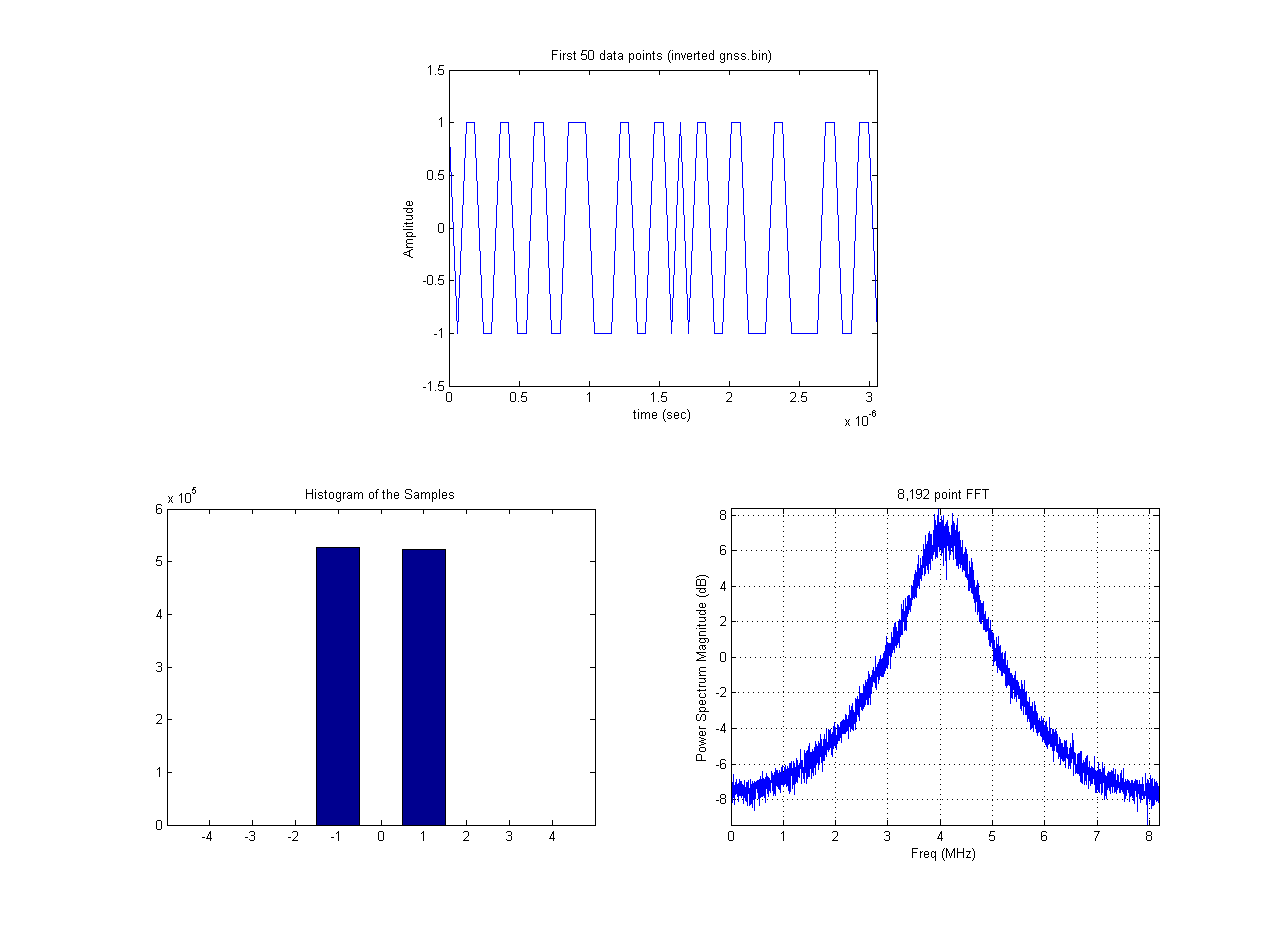 First 50 data points (inverted gnss.bin)
1.5
1
0.5
0
-0.5
-1
-1.5
Amplitude
0 0.5 1 1.5 2 2.5 3
time (sec)
x 10^-6
Histogram of the Samples
x 10^5
6
5
4
3
2
1
0
-4 -3 -2 -1 0 1 2 3 4
8,192 point FFT
8
6
4
2
0
-2
-4
-6
-8
Power Spectrum Magnitude (dB)
0 1 2 3 4 5 6 7 8
Freq (MHz)